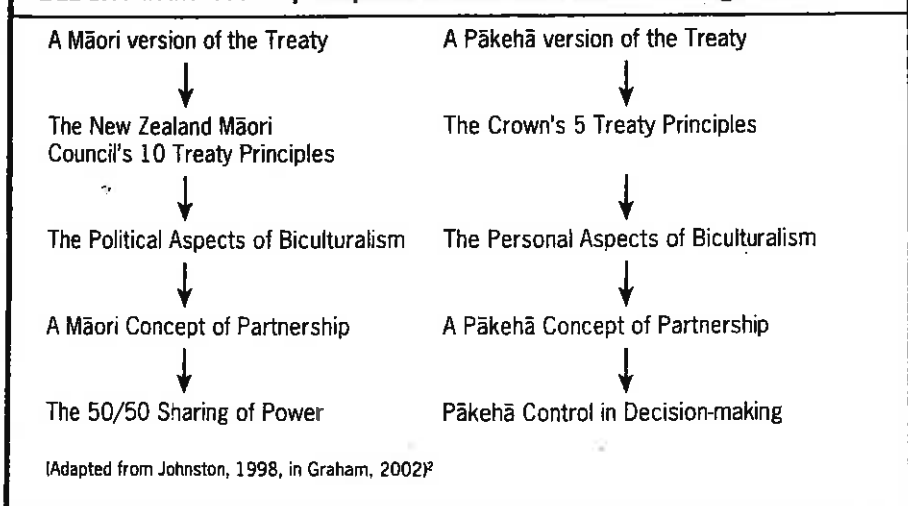 A Māori version of the Treaty
A Pākehā version of the Treaty
The New Zealand Māori
Council's 10 Treaty Principles
The Crown's 5 Treaty Principles
The Political Aspects of Biculturalism
The Personal Aspects of Biculturalism
A Māori Concept of Partnership
A Pākehā Concept of Partnership
The 50/50 Sharing of Power
Pākehā Control in Decision-making
(Adapted from Johnston, 1998, in Graham, 2002)²